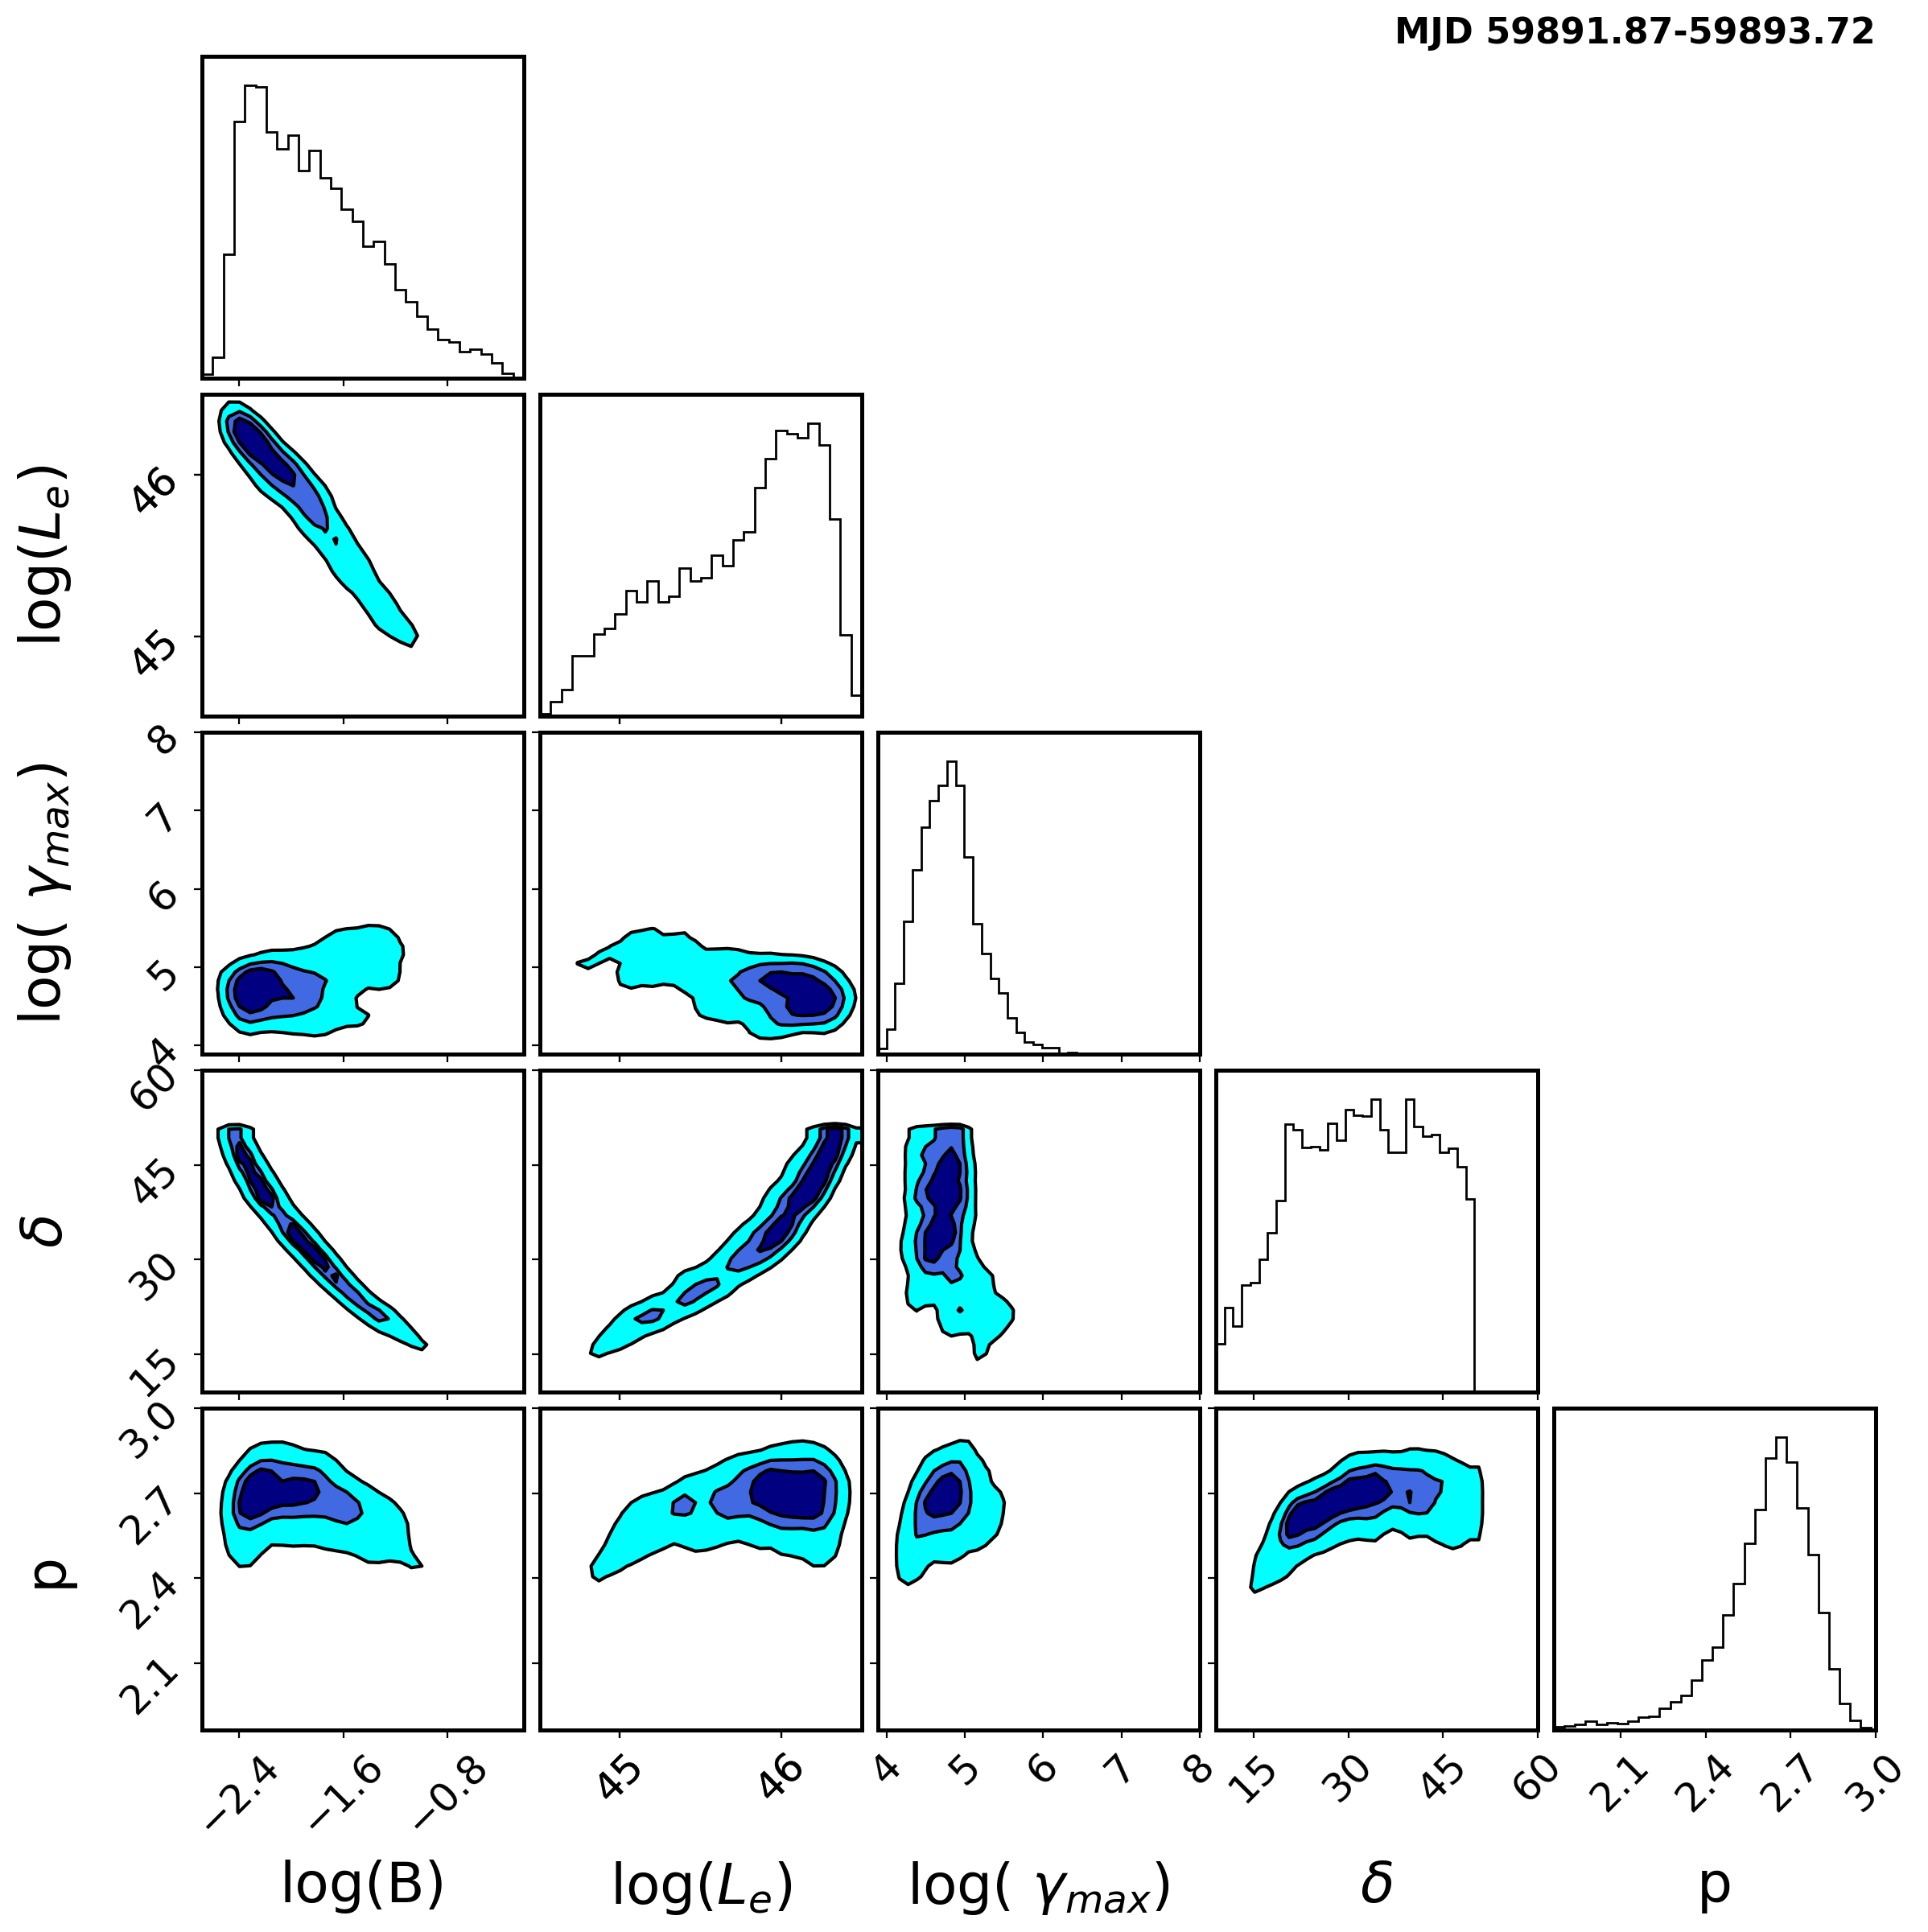 MJD 59891.87-59893.72
log(Lₑ)
46
45
log( γmax)
8
7
6
5
4
δ
60
45
30
15
p
3.0
2.7
2.4
2.1
−2.4 −1.6 −0.8 45 46 4 5 6 7 8 15 30 45 60 2.1 2.4 2.7 3.0
log(B) log(Lₑ) log( γmax) δ p